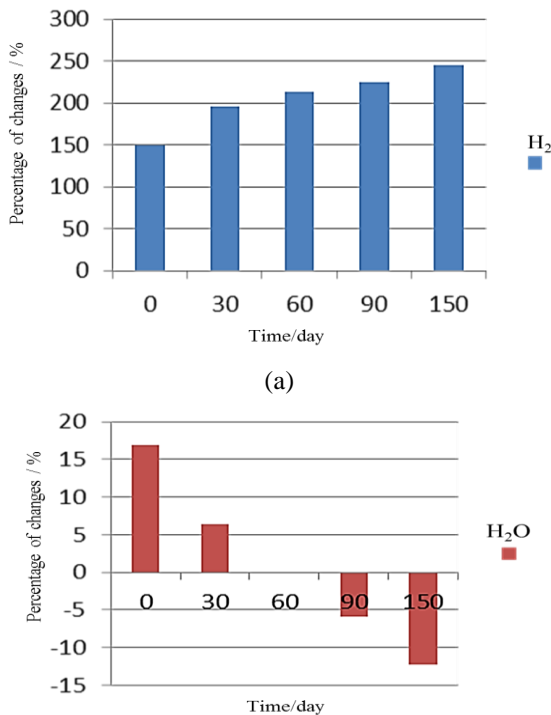 300
250
200
150
100
50
0
Percentage of changes / %
0 30 60 90 150
Time/day
H₂
(a)
20
15
10
5
0
-5
-10
-15
Percentage of changes / %
0 30 60 90 150
Time/day
H₂O